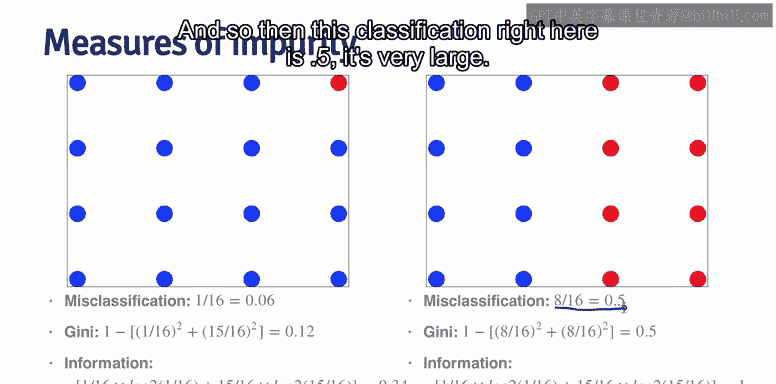 Measures of Impurity
And so then this classification right here
is .5, it's very large.
· Misclassification: 1/16 = 0.06
· Gini: 1 − [(1/16)² + (15/16)²] = 0.12
· Information:
· Misclassification: 8/16 = 0.5
· Gini: 1 − [(8/16)² + (8/16)²] = 0.5
· Information: